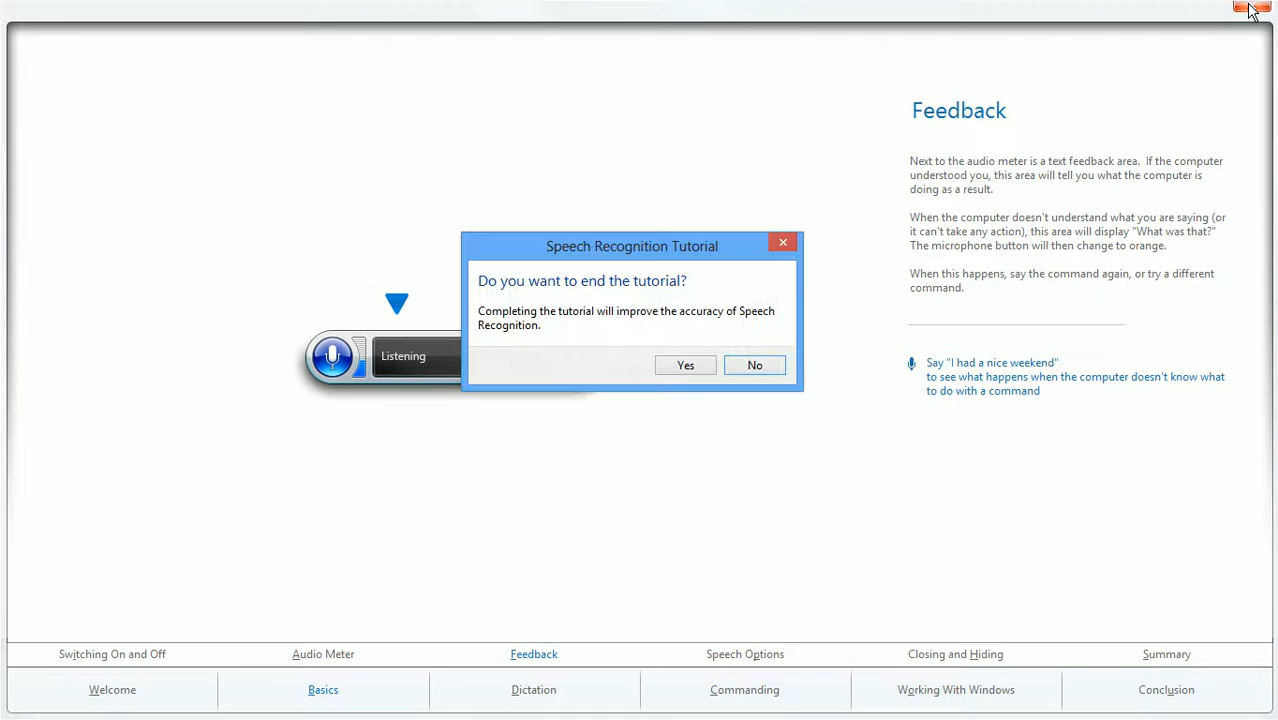 Feedback
Next to the audio meter is a text feedback area.  If the computer
understood you, this area will tell you what the computer is
doing as a result.
When the computer doesn't understand what you are saying (or
it can't take any action), this area will display "What was that?"
The microphone button will then change to orange.
When this happens, say the command again, or try a different
command.
Speech Recognition Tutorial
Do you want to end the tutorial?
Completing the tutorial will improve the accuracy of Speech
Recognition.
Yes
No
Listening
Say "I had a nice weekend"
to see what happens when the computer doesn't know what
to do with a command
Switching On and Off
Audio Meter
Feedback
Speech Options
Closing and Hiding
Summary
Welcome
Basics
Dictation
Commanding
Working With Windows
Conclusion